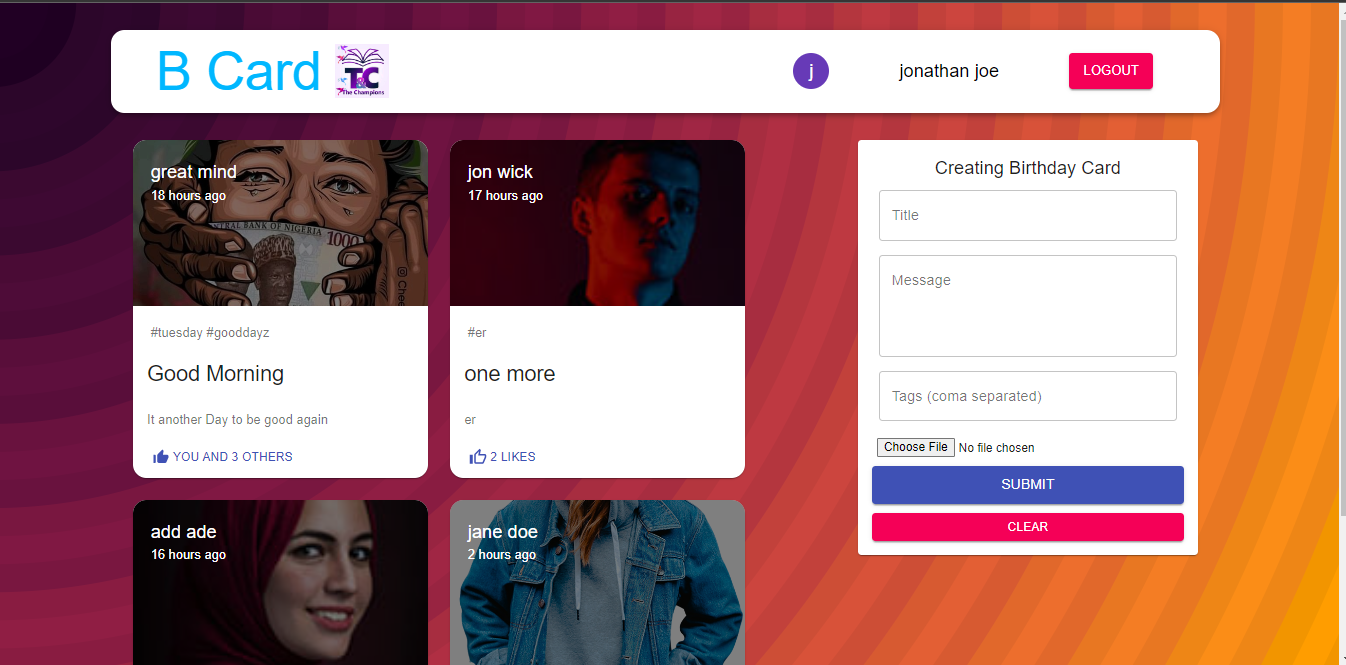 B Card
TC
The Champions
j
jonathan joe
LOGOUT
great mind
18 hours ago
CENTRAL BANK OF NIGERIA
1000
#tuesday #gooddayz
Good Morning
It another Day to be good again
YOU AND 3 OTHERS
jon wick
17 hours ago
#er
one more
er
2 LIKES
add ade
16 hours ago
jane doe
2 hours ago
Creating Birthday Card
Title
Message
Tags (coma separated)
Choose File No file chosen
SUBMIT
CLEAR